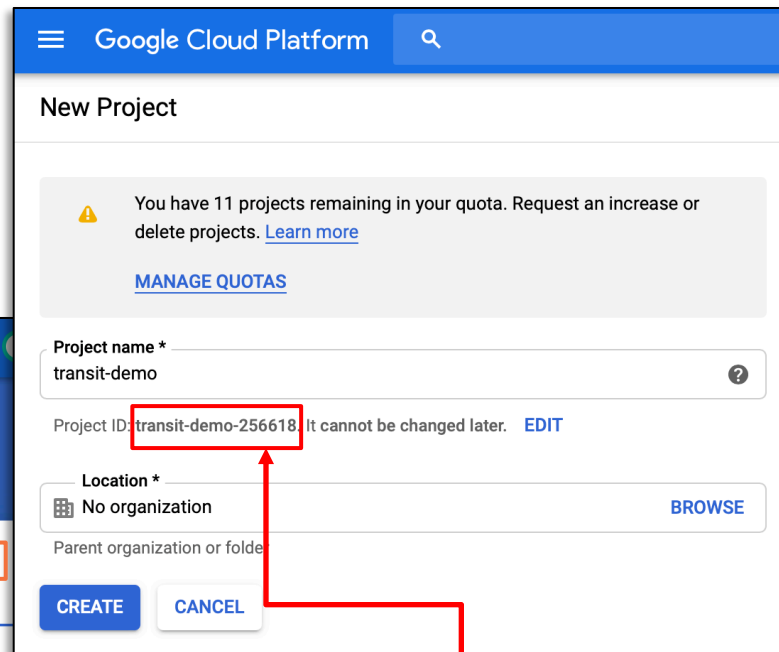 Google Cloud Platform
New Project
You have 11 projects remaining in your quota. Request an increase or
delete projects. Learn more
MANAGE QUOTAS
Project name *
transit-demo
Project ID: transit-demo-256618. It cannot be changed later. EDIT
Location *
No organization BROWSE
Parent organization or folder
CREATE CANCEL